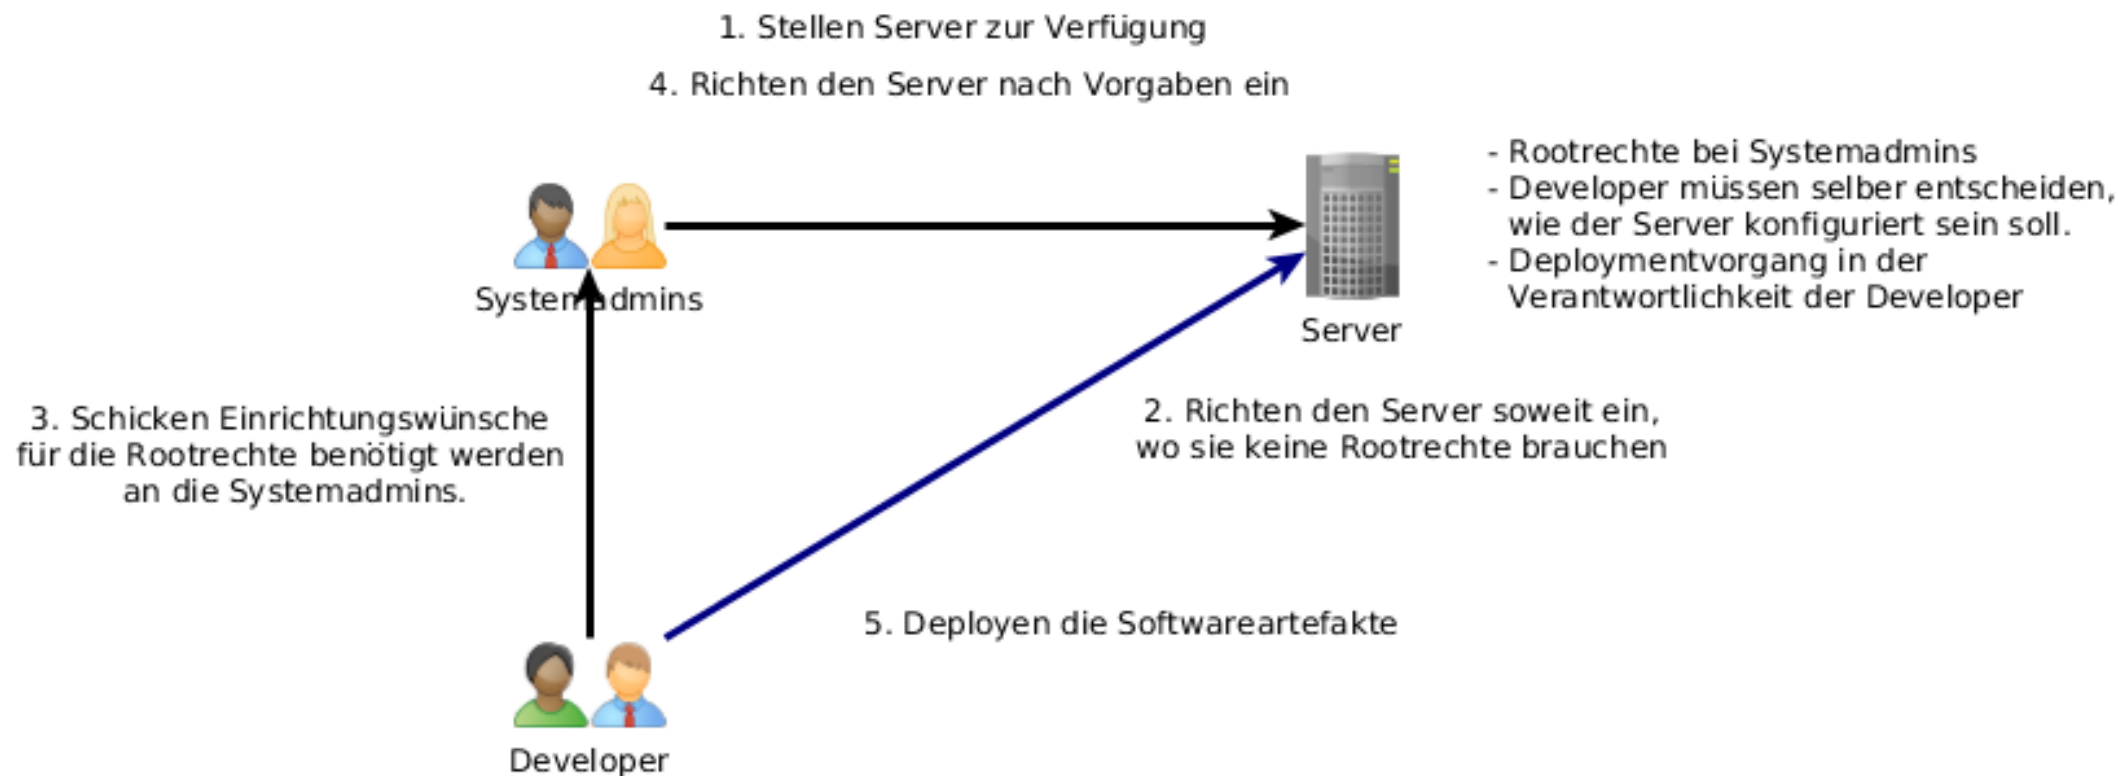 1. Stellen Server zur Verfügung
4. Richten den Server nach Vorgaben ein
- Rootrechte bei Systemadmins
- Developer müssen selber entscheiden,
wie der Server konfiguriert sein soll.
- Deploymentvorgang in der
Verantwortlichkeit der Developer
Systemadmins
Server
3. Schicken Einrichtungswünsche
für die Rootrechte benötigt werden
an die Systemadmins.
2. Richten den Server soweit ein,
wo sie keine Rootrechte brauchen
5. Deployen die Softwareartefakte
Developer